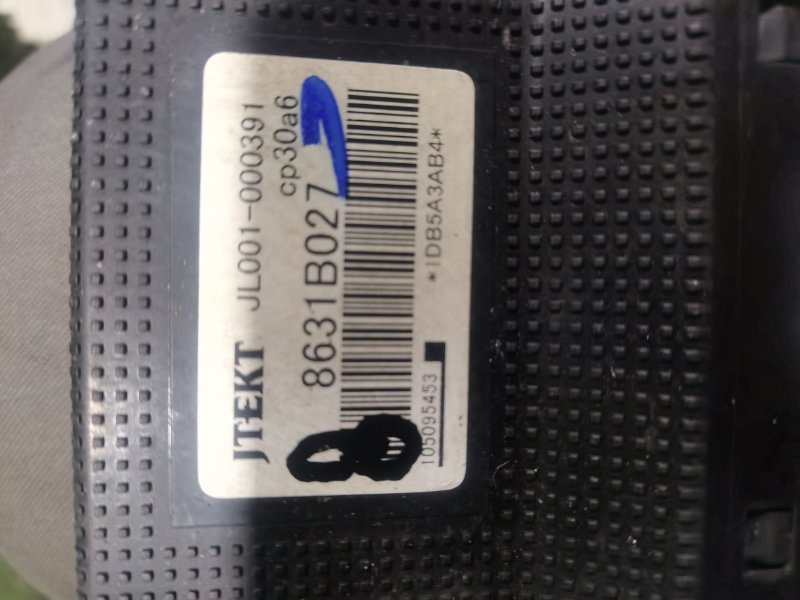 JTEKT JL001-000391
cp30a6
8631B027
105095453
*IDB5A3AB4*